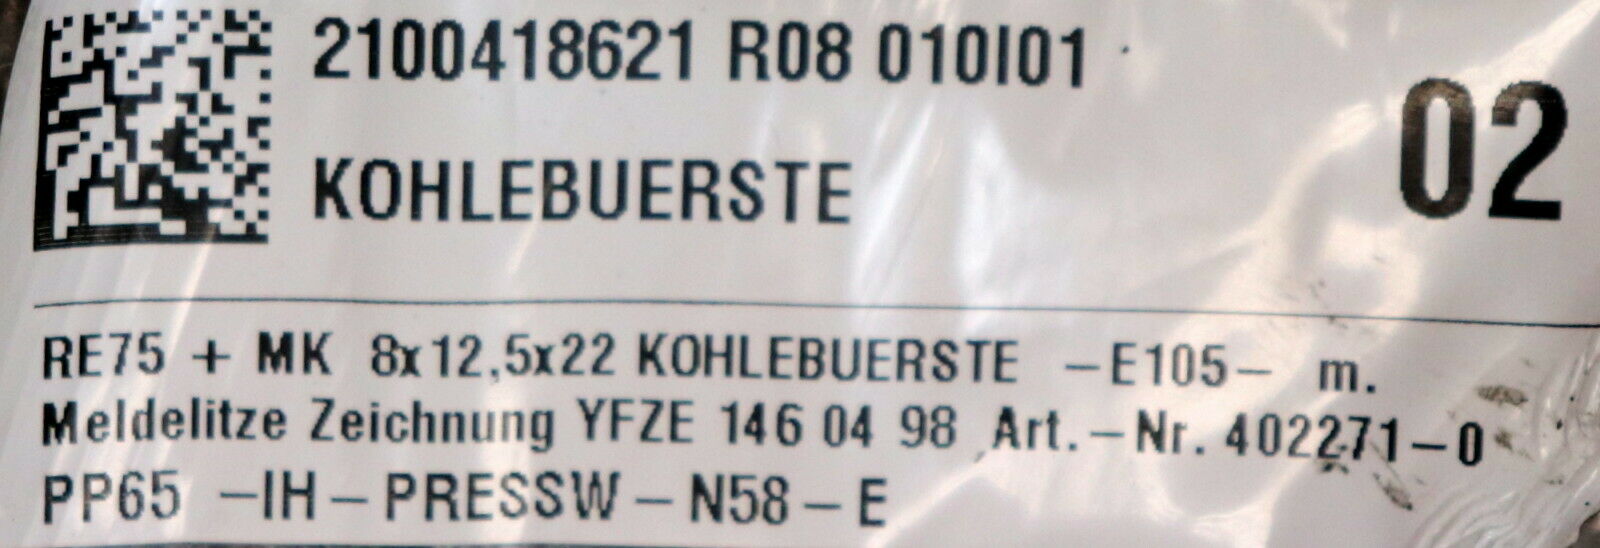 2100418621 R08 010I01
02
KOHLEBUERSTE
RE75 + MK 8x12,5x22 KOHLEBUERSTE -E105- m.
Meldelitze Zeichnung YFZE 146 04 98 Art.-Nr. 402271-0
PP65 -IH-PRESSW-N58-E